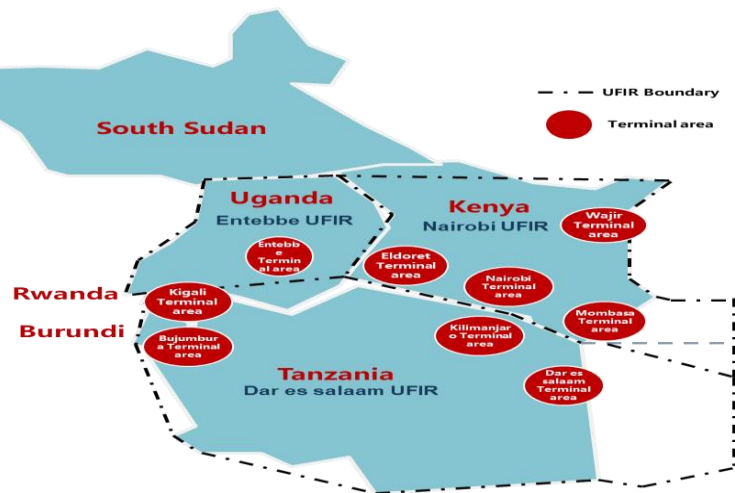 UFIR Boundary
Terminal area
South Sudan
Uganda
Entebbe UFIR
Kenya
Nairobi UFIR
Wajir
Terminal
area
Entebb
e
Termin
al area
Eldoret
Terminal
area
Nairobi
Terminal
area
Rwanda
Kigali
Terminal
area
Mombasa
Terminal
area
Burundi
Bujumbur
a Terminal
area
Kilimanjar
o Terminal
area
Tanzania
Dar es salaam UFIR
Dar es
salaam
Terminal
area